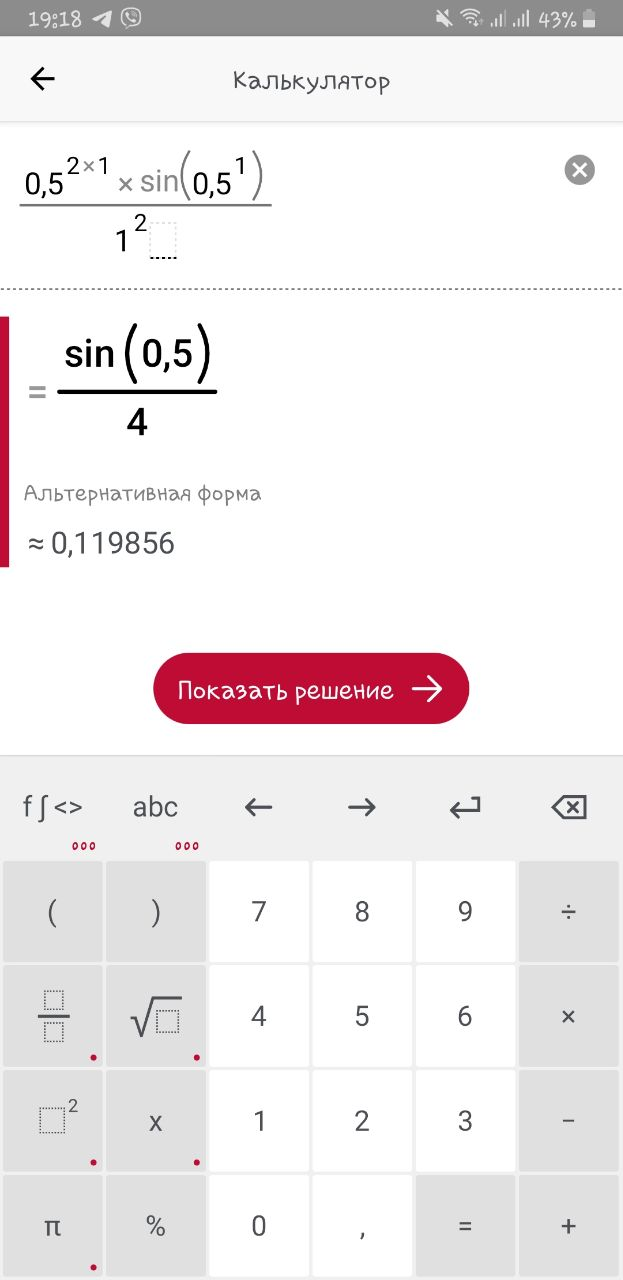 19:18 43%
Калькулятор
0,5^(2×1) × sin(0,5^1)
1^2
= sin(0,5)
4
Альтернативная форма
≈ 0,119856
Показать решение →
f∫<> abc ← → ↵ ⌫
( ) 7 8 9 ÷
√ 4 5 6 ×
2 x 1 2 3 −
π % 0 , = +